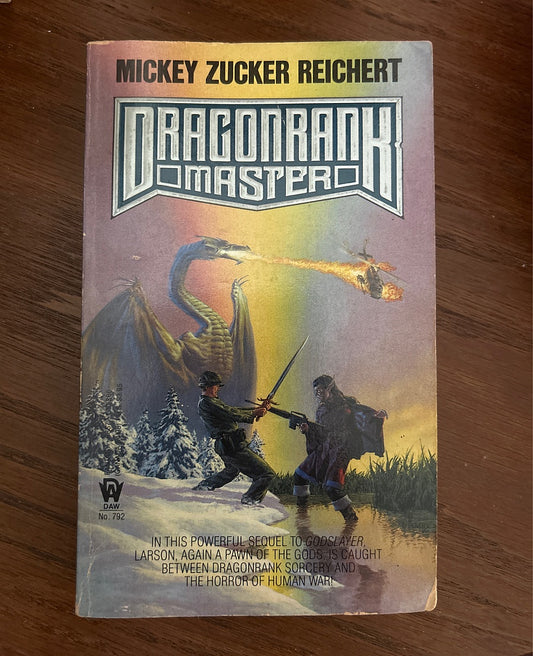 MICKEY ZUCKER REICHERT
DRAGONRANK
MASTER
DAW
No. 792
IN THIS POWERFUL SEQUEL TO GODSLAYER,
LARSON, AGAIN A PAWN OF THE GODS, IS CAUGHT
BETWEEN DRAGONRANK SORCERY AND
THE HORROR OF HUMAN WAR!